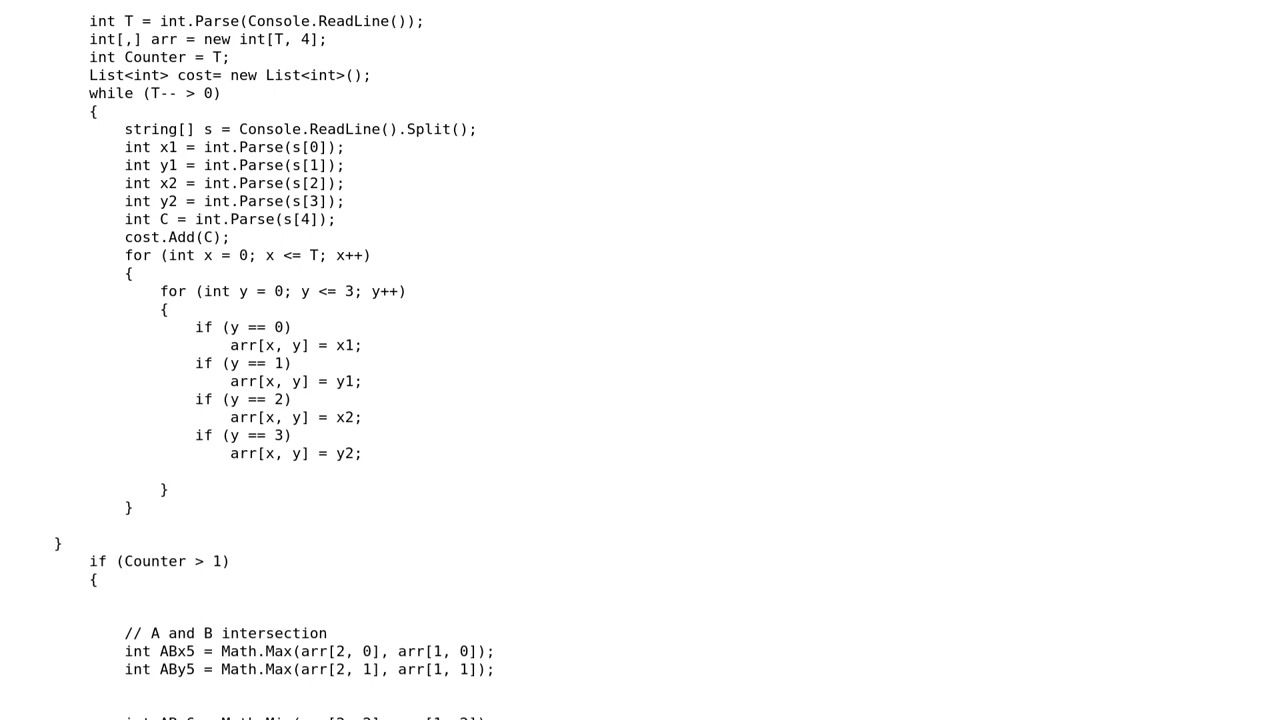 int T = int.Parse(Console.ReadLine());
int[,] arr = new int[T, 4];
int Counter = T;
List<int> cost= new List<int>();
while (T-- > 0)
{
string[] s = Console.ReadLine().Split();
int x1 = int.Parse(s[0]);
int y1 = int.Parse(s[1]);
int x2 = int.Parse(s[2]);
int y2 = int.Parse(s[3]);
int C = int.Parse(s[4]);
cost.Add(C);
for (int x = 0; x <= T; x++)
{
for (int y = 0; y <= 3; y++)
{
if (y == 0)
arr[x, y] = x1;
if (y == 1)
arr[x, y] = y1;
if (y == 2)
arr[x, y] = x2;
if (y == 3)
arr[x, y] = y2;
}
}
}
if (Counter > 1)
{
// A and B intersection
int ABx5 = Math.Max(arr[2, 0], arr[1, 0]);
int ABy5 = Math.Max(arr[2, 1], arr[1, 1]);